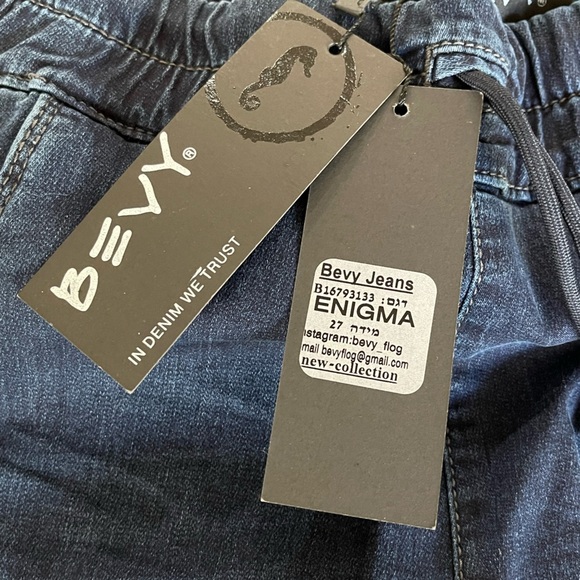 BEVY®
IN DENIM WE TRUST
Bevy Jeans
דגם: B16793133
ENIGMA
מידה 27
nstagram:bevy_flog
mail bevyflog@gmail.com
new-collection